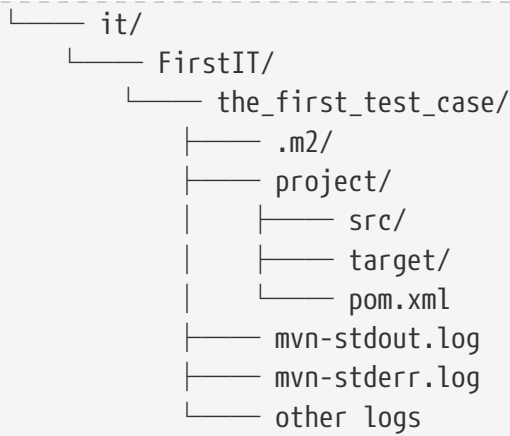 └──── it/
└──── FirstIT/
└──── the_first_test_case/
├──── .m2/
├──── project/
│ ├──── src/
│ ├──── target/
│ └──── pom.xml
├──── mvn-stdout.log
├──── mvn-stderr.log
└──── other logs